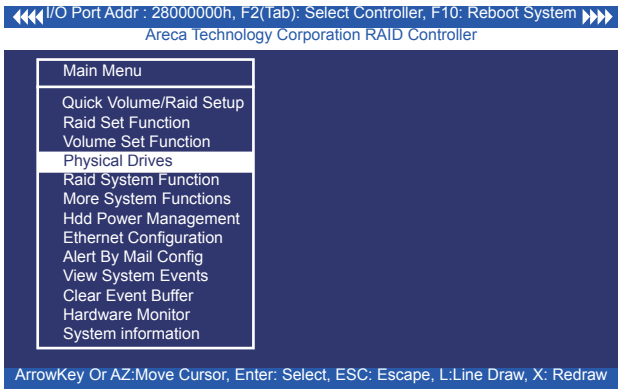 I/O Port Addr : 28000000h, F2(Tab): Select Controller, F10: Reboot System
Areca Technology Corporation RAID Controller
Main Menu
Quick Volume/Raid Setup
Raid Set Function
Volume Set Function
Physical Drives
Raid System Function
More System Functions
Hdd Power Management
Ethernet Configuration
Alert By Mail Config
View System Events
Clear Event Buffer
Hardware Monitor
System information
ArrowKey Or AZ:Move Cursor, Enter: Select, ESC: Escape, L:Line Draw, X: Redraw